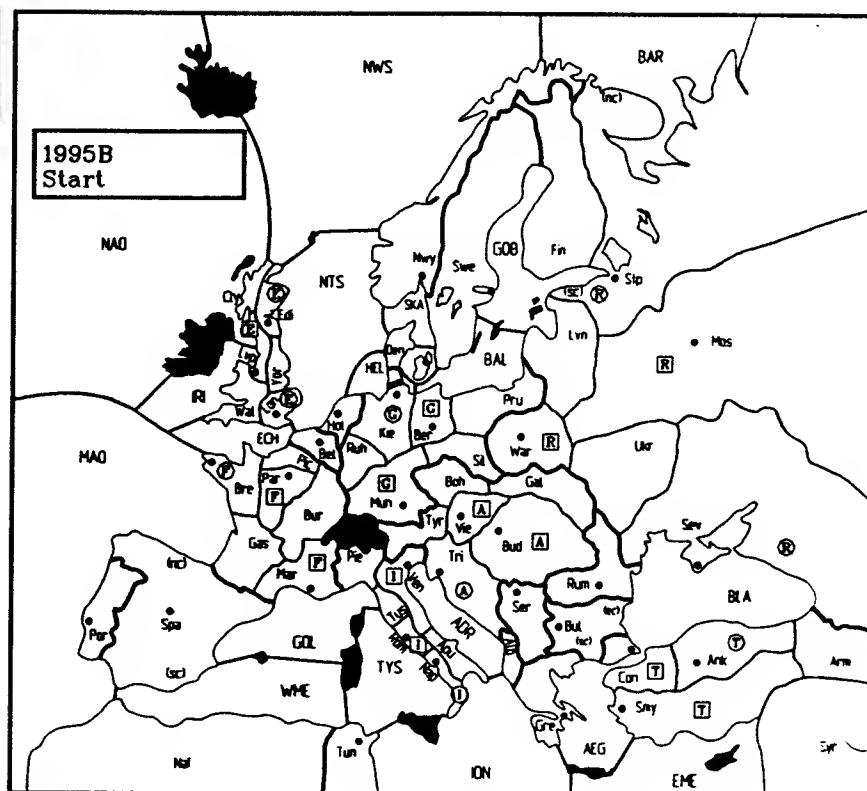 NWS
BAR
(nc)
1995B
Start
NAO
NTS
Nwy
Swe
GOB
Fin
Stp
(sc)
R
Cly
E
Edi
SKA
Lvn
Mos
E
Den
BAL
R
Lvp
Yor
HEL
IRI
Wal
Lon
E
Hol
Kie
G
G
Ber
Pru
War
R
Ukr
ECH
Bel
Ruh
Sil
MAO
Pic
F
Bre
Par
F
G
Mun
Boh
Gal
Bur
Tyr
Vie
A
Bud
A
Sev
Gas
Mar
F
Pie
I
Ven
Tri
A
Rum
R
(nc)
Tus
ADR
Ser
(ec)
BLA
Por
Spa
GOL
Rom
I
Apu
Alb
Bul
(sc)
T
Ank
Arm
(sc)
TYS
Nap
I
Con
T
WME
Gre
Smy
T
Naf
Tun
ION
AEG
EME
Syr